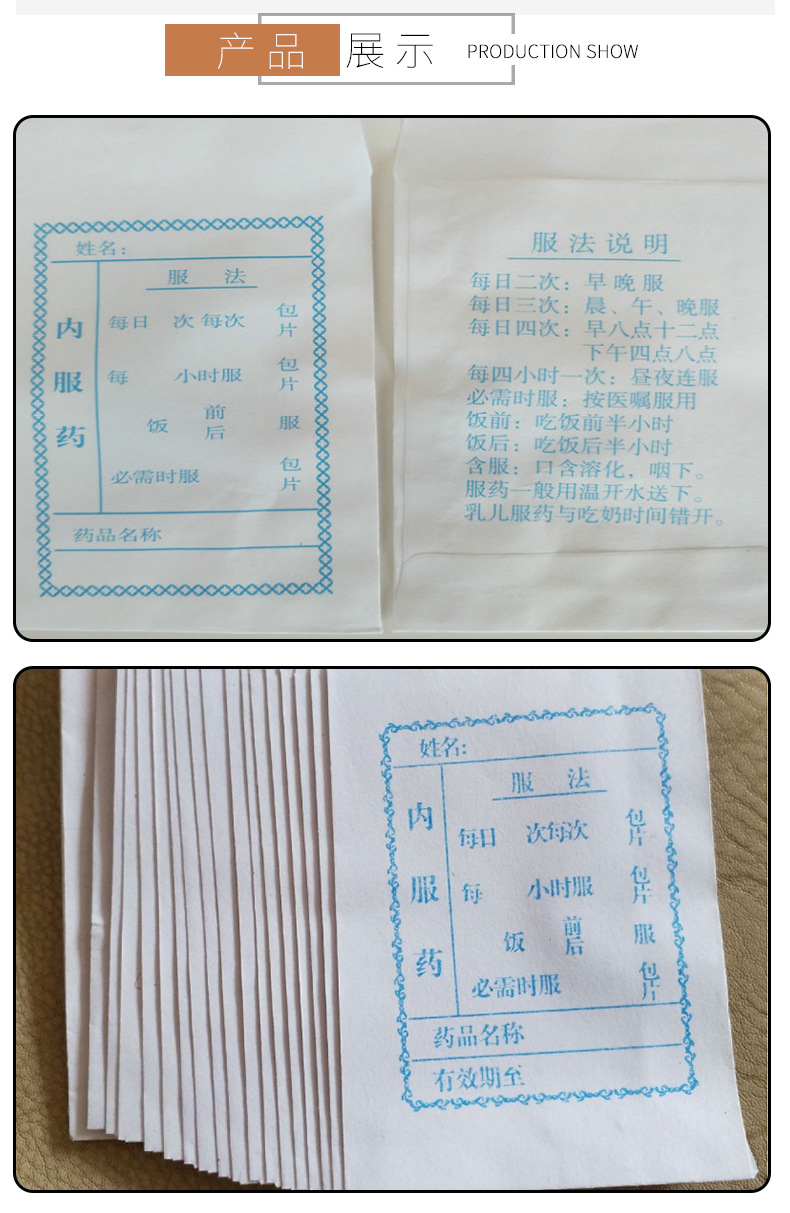 产品展示 PRODUCTION SHOW
姓名：
服 法
内服药
每日 次 每次 包片
每 小时服 包片
饭 前后 服
必需时服 包片
药品名称
服法说明
每日二次：早晚服
每日三次：晨、午、晚服
每日四次：早八点十二点
下午四点八点
每四小时一次：昼夜连服
必需时服：按医嘱服用
饭前：吃饭前半小时
饭后：吃饭后半小时
含服：口含溶化，咽下。
服药一般用温开水送下。
乳儿服药与吃奶时间错开。
姓名:
服 法
内服药
每日 次每次 包片
每 小时服 包片
饭 前后 服
必需时服 包片
药品名称
有效期至